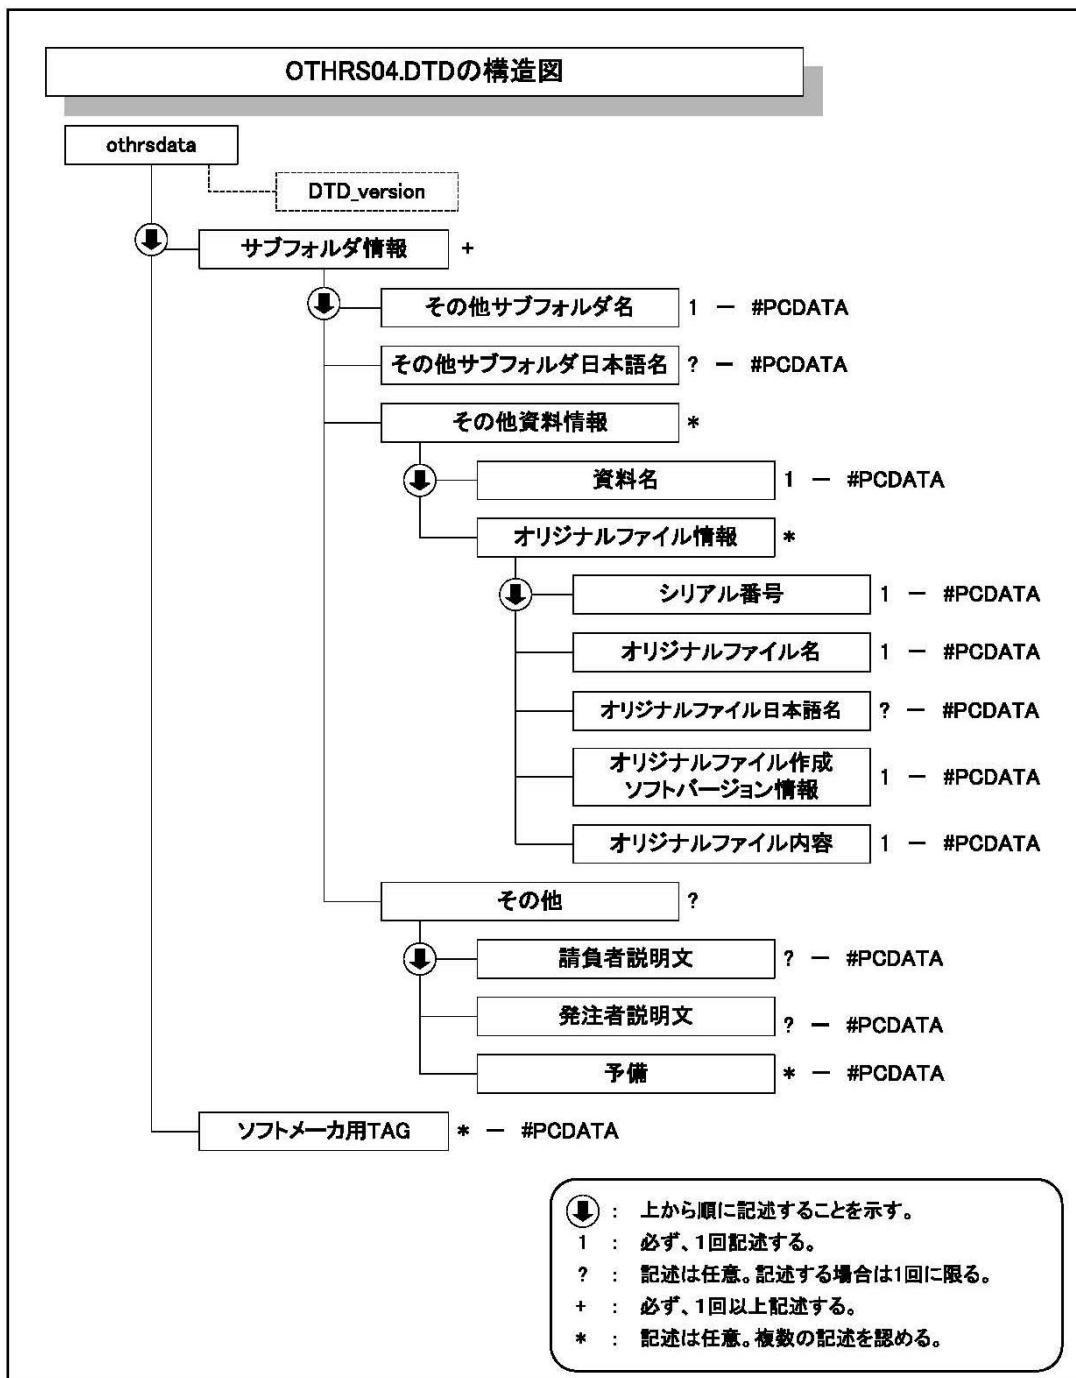 OTHRS04.DTDの構造図
othrsdata
DTD_version
サブフォルダ情報 +
その他サブフォルダ名 1 － #PCDATA
その他サブフォルダ日本語名 ? － #PCDATA
その他資料情報 *
資料名 1 － #PCDATA
オリジナルファイル情報 *
シリアル番号 1 － #PCDATA
オリジナルファイル名 1 － #PCDATA
オリジナルファイル日本語名 ? － #PCDATA
オリジナルファイル作成
ソフトバージョン情報 1 － #PCDATA
オリジナルファイル内容 1 － #PCDATA
その他 ?
請負者説明文 ? － #PCDATA
発注者説明文 ? － #PCDATA
予備 * － #PCDATA
ソフトメーカ用TAG * － #PCDATA
： 上から順に記述することを示す。
1 ： 必ず、1回記述する。
? ： 記述は任意。記述する場合は1回に限る。
+ ： 必ず、1回以上記述する。
* ： 記述は任意。複数の記述を認める。